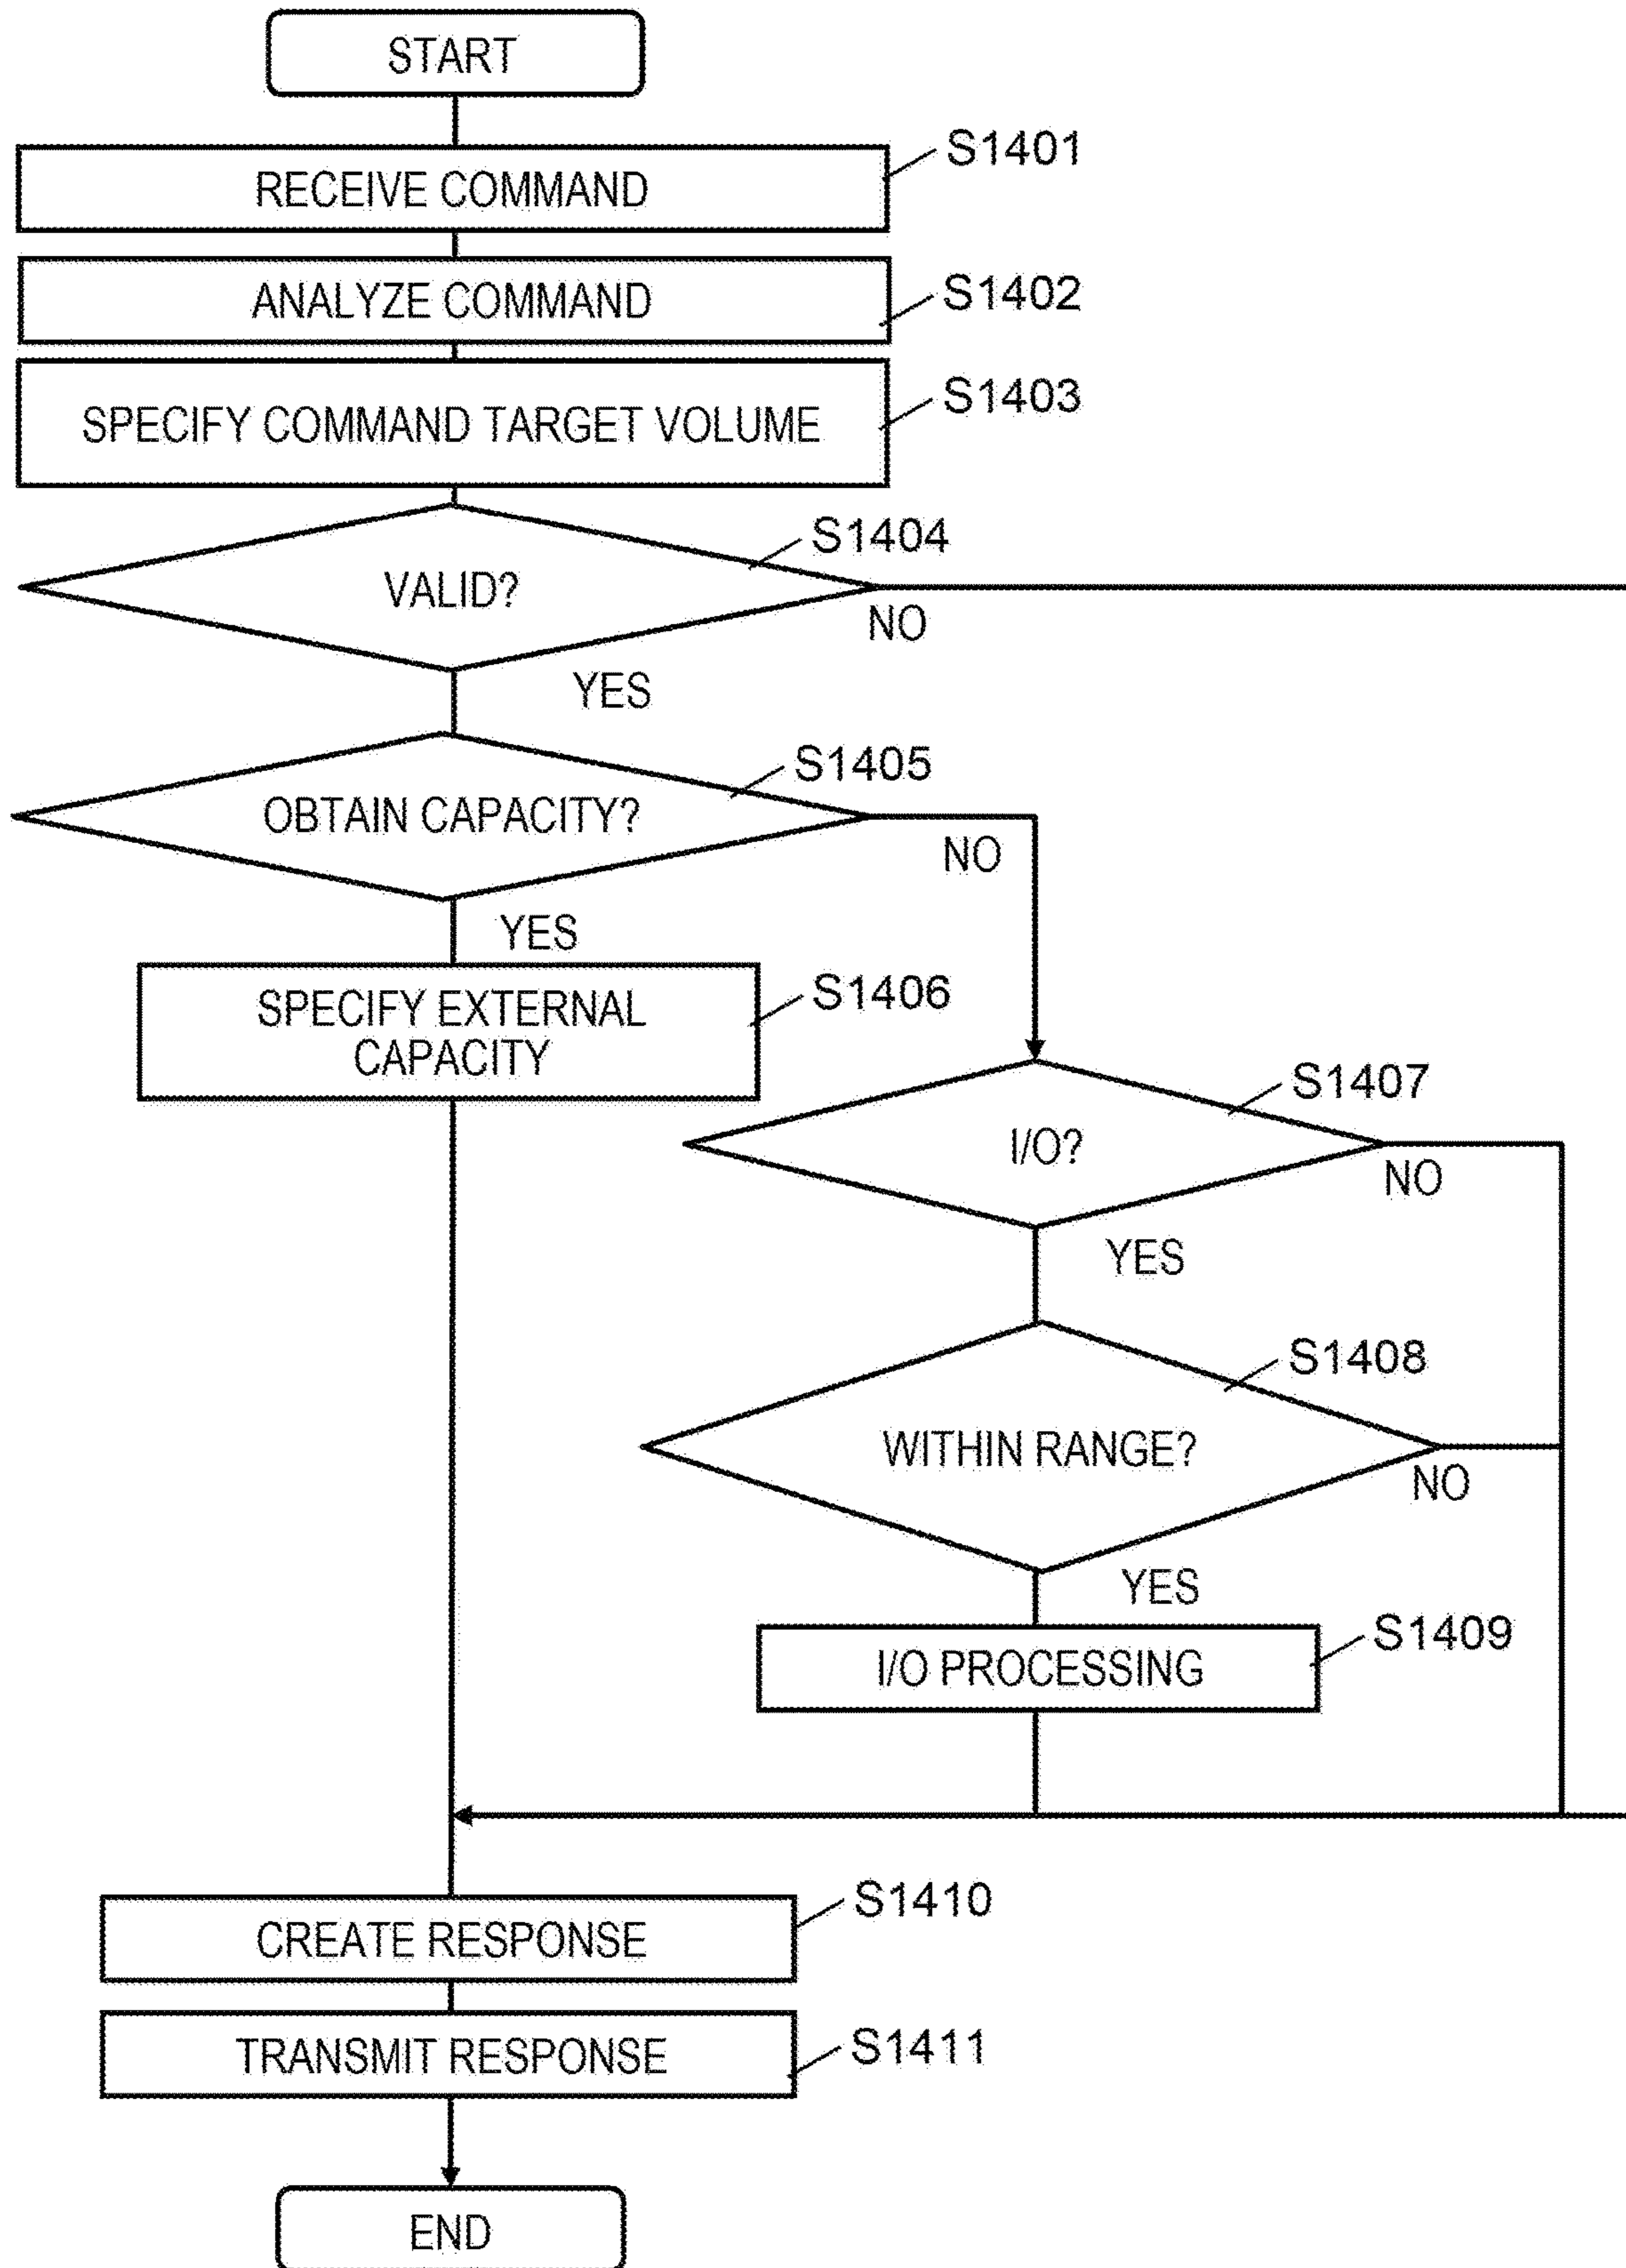 START
RECEIVE COMMAND
S1401
ANALYZE COMMAND
S1402
SPECIFY COMMAND TARGET VOLUME
S1403
VALID?
S1404
NO
YES
OBTAIN CAPACITY?
S1405
NO
YES
SPECIFY EXTERNAL
CAPACITY
S1406
I/O?
S1407
NO
YES
WITHIN RANGE?
S1408
NO
YES
I/O PROCESSING
S1409
CREATE RESPONSE
S1410
TRANSMIT RESPONSE
S1411
END